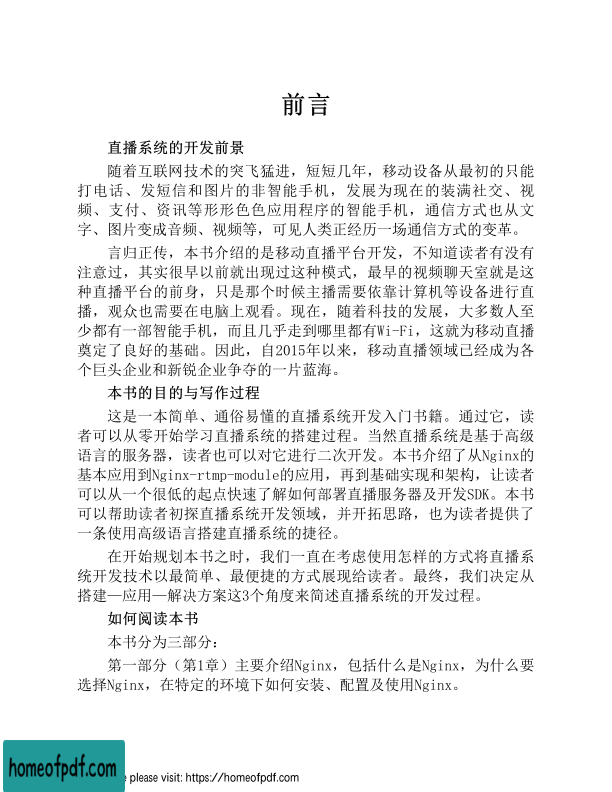 前言
直播系统的开发前景
随着互联网技术的突飞猛进，短短几年，移动设备从最初的只能
打电话、发短信和图片的非智能手机，发展为现在的装满社交、视
频、支付、资讯等形形色色应用程序的智能手机，通信方式也从文
字、图片变成音频、视频等，可见人类正经历一场通信方式的变革。
言归正传，本书介绍的是移动直播平台开发，不知道读者有没有
注意过，其实很早以前就出现过这种模式，最早的视频聊天室就是这
种直播平台的前身，只是那个时候主播需要依靠计算机等设备进行直
播，观众也需要在电脑上观看。现在，随着科技的发展，大多数人至
少都有一部智能手机，而且几乎走到哪里都有Wi-Fi，这就为移动直播
奠定了良好的基础。因此，自2015年以来，移动直播领域已经成为各
个巨头企业和新锐企业争夺的一片蓝海。
本书的目的与写作过程
这是一本简单、通俗易懂的直播系统开发入门书籍。通过它，读
者可以从零开始学习直播系统的搭建过程。当然直播系统是基于高级
语言的服务器，读者也可以对它进行二次开发。本书介绍了从Nginx的
基本应用到Nginx-rtmp-module的应用，再到基础实现和架构，让读者
可以从一个很低的起点快速了解如何部署直播服务器及开发SDK。本书
可以帮助读者初探直播系统开发领域，并开拓思路，也为读者提供了
一条使用高级语言搭建直播系统的捷径。
在开始规划本书之时，我们一直在考虑使用怎样的方式将直播系
统开发技术以最简单、最便捷的方式展现给读者。最终，我们决定从
搭建—应用—解决方案这3个角度来简述直播系统的开发过程。
如何阅读本书
本书分为三部分：
第一部分（第1章）主要介绍Nginx，包括什么是Nginx，为什么要
选择Nginx，在特定的环境下如何安装、配置及使用Nginx。
homeofpdf.com
please visit: https://homeofpdf.com